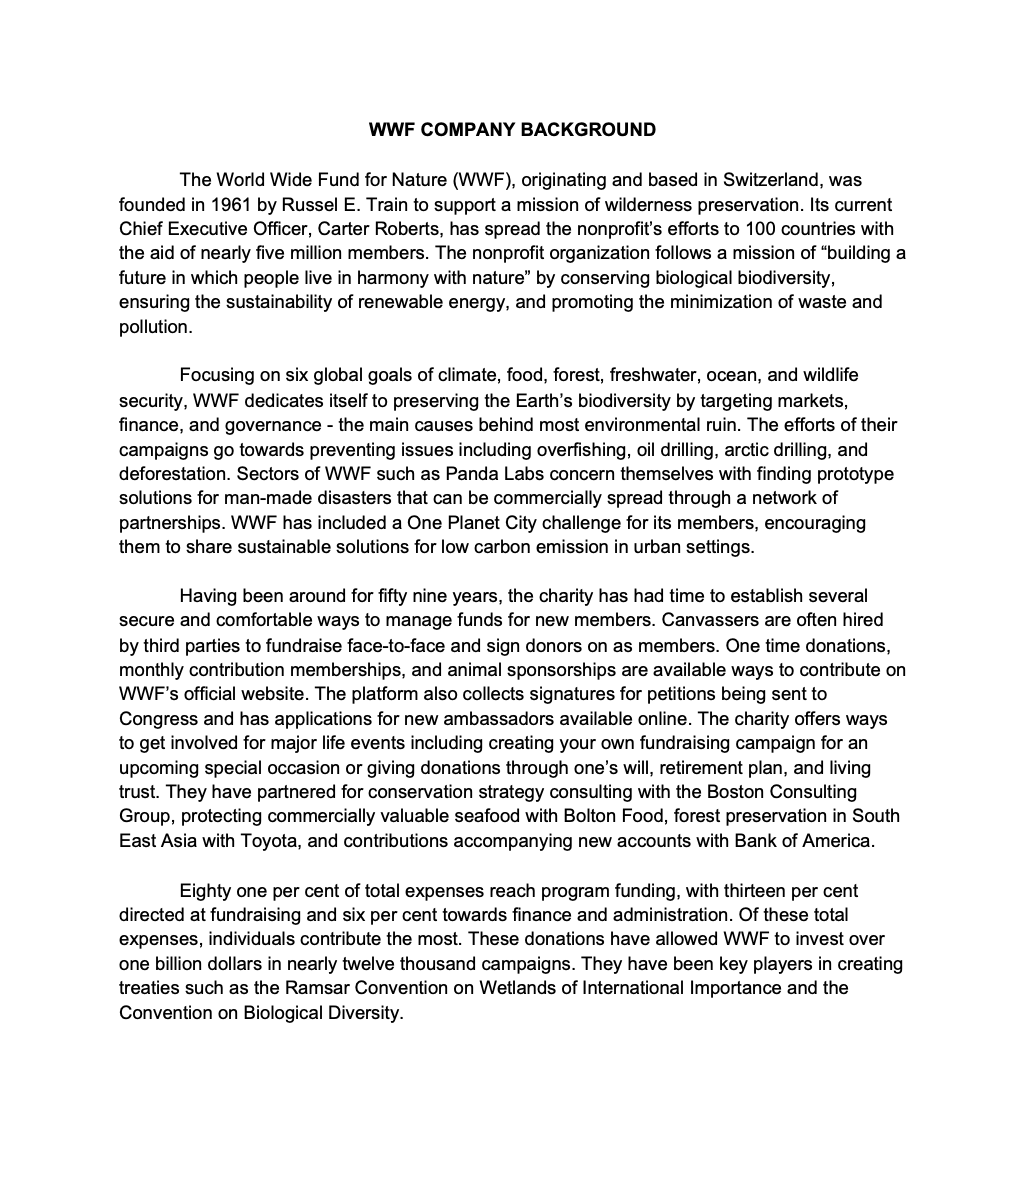 WWF COMPANY BACKGROUND
The World Wide Fund for Nature (WWF), originating and based in Switzerland, was
founded in 1961 by Russel E. Train to support a mission of wilderness preservation. Its current
Chief Executive Officer, Carter Roberts, has spread the nonprofit's efforts to 100 countries with
the aid of nearly five million members. The nonprofit organization follows a mission of “building a
future in which people live in harmony with nature” by conserving biological biodiversity,
ensuring the sustainability of renewable energy, and promoting the minimization of waste and
pollution.
Focusing on six global goals of climate, food, forest, freshwater, ocean, and wildlife
security, WWF dedicates itself to preserving the Earth's biodiversity by targeting markets,
finance, and governance - the main causes behind most environmental ruin. The efforts of their
campaigns go towards preventing issues including overfishing, oil drilling, arctic drilling, and
deforestation. Sectors of WWF such as Panda Labs concern themselves with finding prototype
solutions for man-made disasters that can be commercially spread through a network of
partnerships. WWF has included a One Planet City challenge for its members, encouraging
them to share sustainable solutions for low carbon emission in urban settings.
Having been around for fifty nine years, the charity has had time to establish several
secure and comfortable ways to manage funds for new members. Canvassers are often hired
by third parties to fundraise face-to-face and sign donors on as members. One time donations,
monthly contribution memberships, and animal sponsorships are available ways to contribute on
WWF's official website. The platform also collects signatures for petitions being sent to
Congress and has applications for new ambassadors available online. The charity offers ways
to get involved for major life events including creating your own fundraising campaign for an
upcoming special occasion or giving donations through one's will, retirement plan, and living
trust. They have partnered for conservation strategy consulting with the Boston Consulting
Group, protecting commercially valuable seafood with Bolton Food, forest preservation in South
East Asia with Toyota, and contributions accompanying new accounts with Bank of America.
Eighty one per cent of total expenses reach program funding, with thirteen per cent
directed at fundraising and six per cent towards finance and administration. Of these total
expenses, individuals contribute the most. These donations have allowed WWF to invest over
one billion dollars in nearly twelve thousand campaigns. They have been key players in creating
treaties such as the Ramsar Convention on Wetlands of International Importance and the
Convention on Biological Diversity.